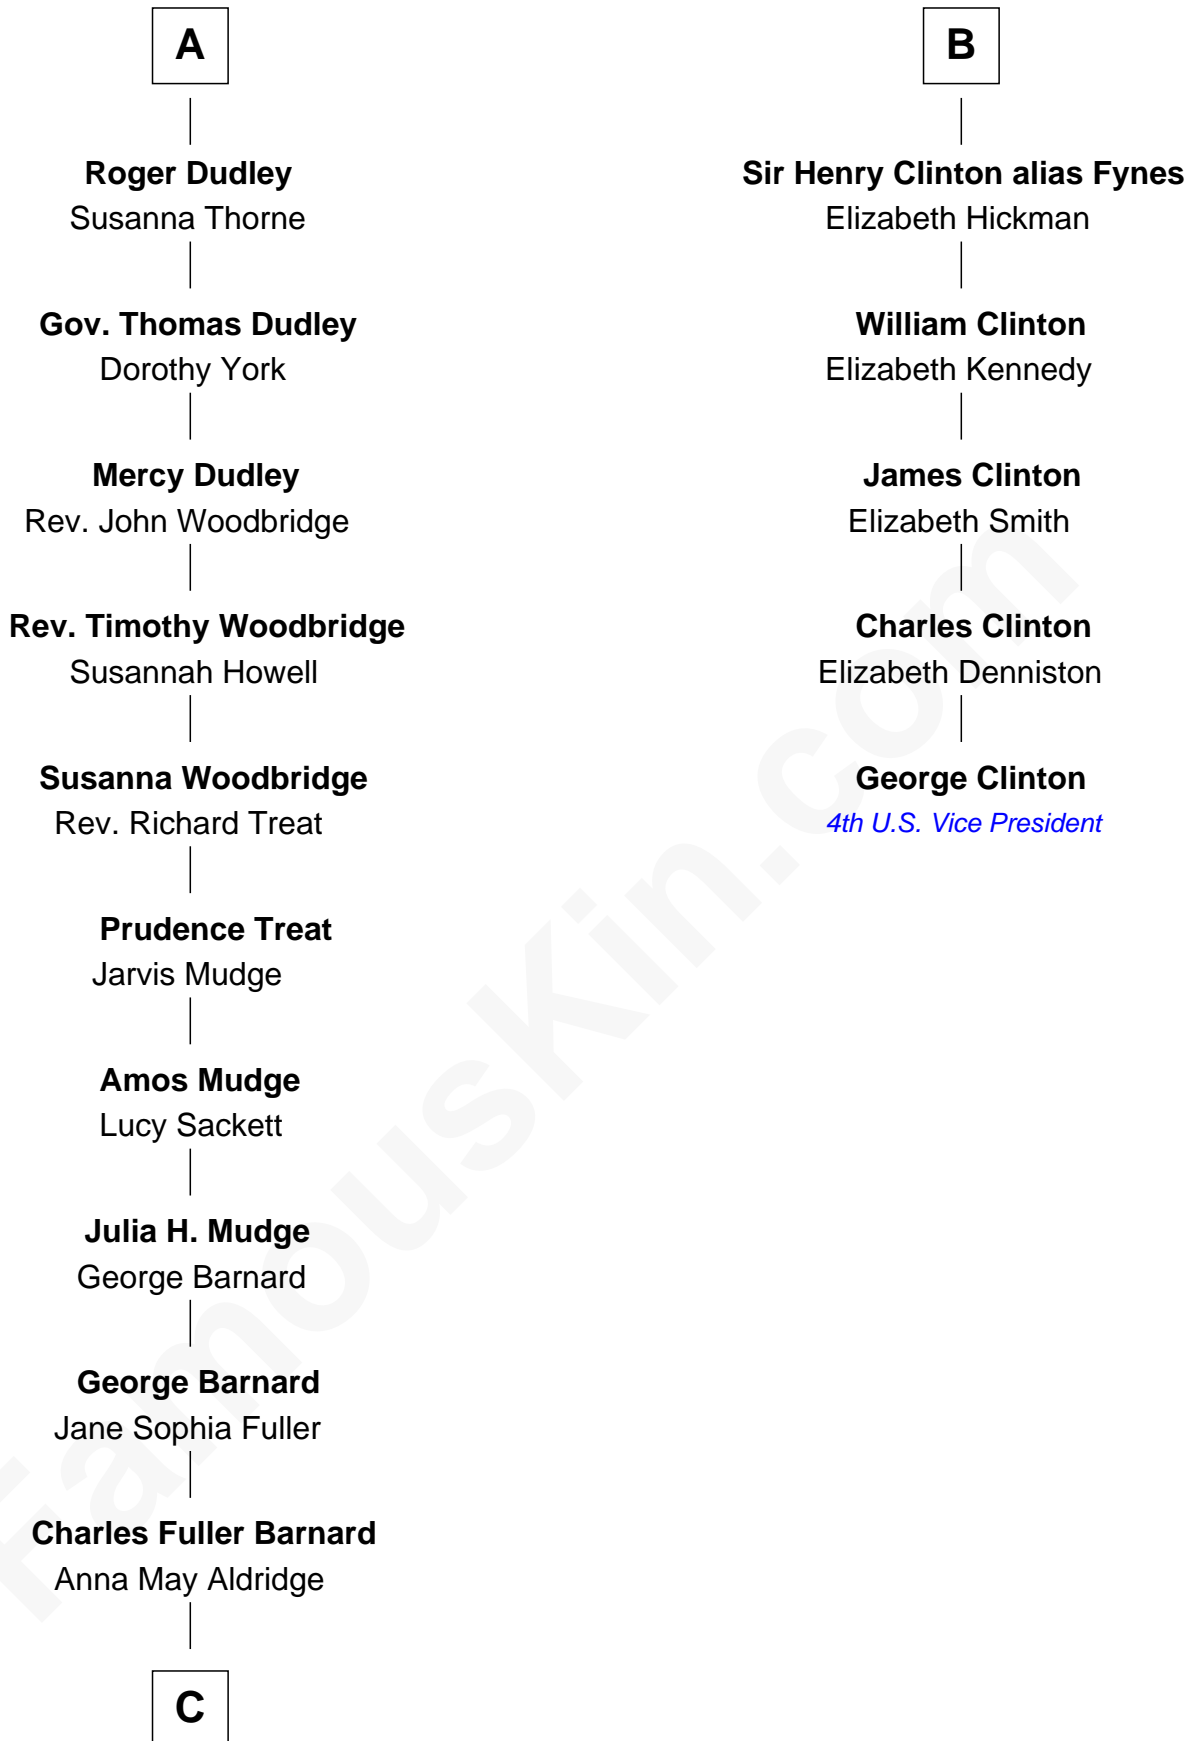 A
Roger Dudley
Susanna Thorne
Gov. Thomas Dudley
Dorothy York
Mercy Dudley
Rev. John Woodbridge
Rev. Timothy Woodbridge
Susannah Howell
Susanna Woodbridge
Rev. Richard Treat
Prudence Treat
Jarvis Mudge
Amos Mudge
Lucy Sackett
Julia H. Mudge
George Barnard
George Barnard
Jane Sophia Fuller
Charles Fuller Barnard
Anna May Aldridge
C
B
Sir Henry Clinton alias Fynes
Elizabeth Hickman
William Clinton
Elizabeth Kennedy
James Clinton
Elizabeth Smith
Charles Clinton
Elizabeth Denniston
George Clinton
4th U.S. Vice President
FamousKin.com